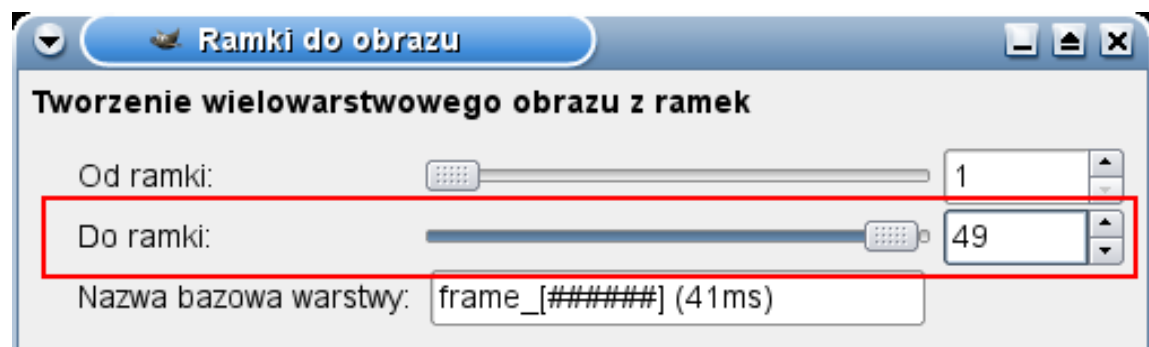 Ramki do obrazu
Tworzenie wielowarstwowego obrazu z ramek
Od ramki: 1
Do ramki: 49
Nazwa bazowa warstwy: frame_[######] (41ms)